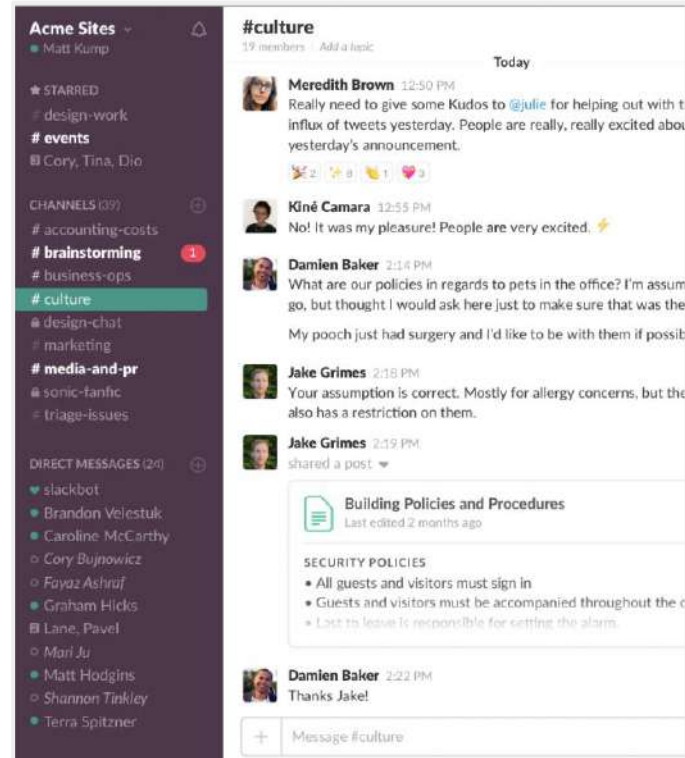 Acme Sites
Matt Kump
STARRED
# design-work
# events
3 Cory, Tina, Dio
CHANNELS (39)
# accounting-costs
# brainstorming 1
# business-ops
# culture
design-chat
# marketing
# media-and-pr
sonic-fanfic
# triage-issues
DIRECT MESSAGES (24)
slackbot
Brandon Velestuk
Caroline McCarthy
Cory Bujnowicz
Fayaz Ashraf
Graham Hicks
Lane, Pavel
Mari Ju
Matt Hodgins
Shannon Tinkley
Terra Spitzner
#culture
19 members Add a topic
Today
Meredith Brown 12:50 PM
Really need to give some Kudos to @julie for helping out with t
influx of tweets yesterday. People are really, really excited abou
yesterday's announcement.
2 8 1 3
Kiné Camara 12:55 PM
No! It was my pleasure! People are very excited.
Damien Baker 2:14 PM
What are our policies in regards to pets in the office? I'm assum
go, but thought I would ask here just to make sure that was the
My pooch just had surgery and I'd like to be with them if possib
Jake Grimes 2:18 PM
Your assumption is correct. Mostly for allergy concerns, but the
also has a restriction on them.
Jake Grimes 2:19 PM
shared a post
Building Policies and Procedures
Last edited 2 months ago
SECURITY POLICIES
• All guests and visitors must sign in
• Guests and visitors must be accompanied throughout the
• Last to leave is responsible for setting the alarm.
Damien Baker 2:22 PM
Thanks Jake!
+ Message #culture